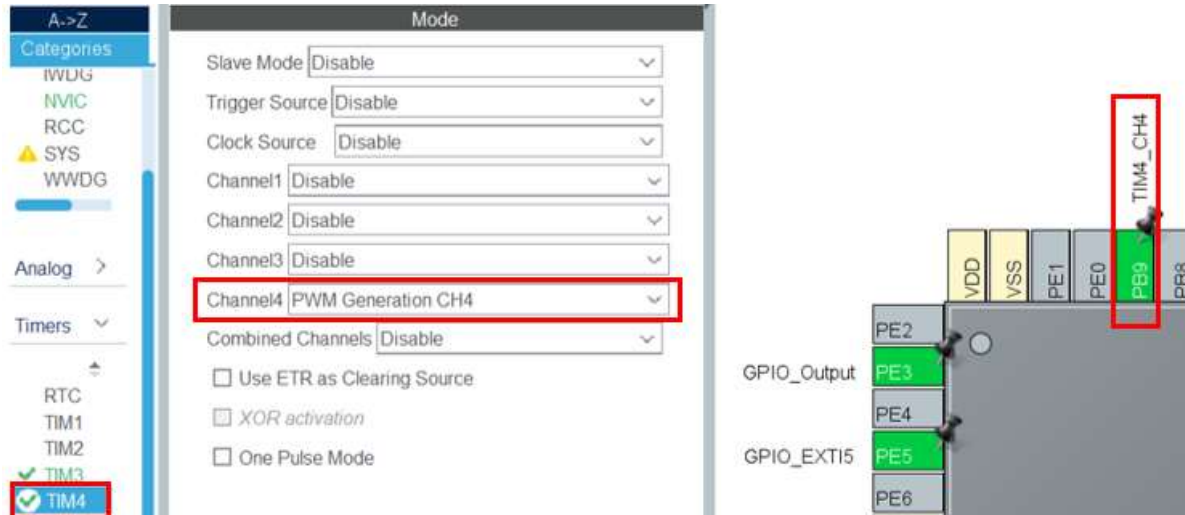 A->Z
Categories
IWDG
NVIC
RCC
SYS
WWDG
Analog
Timers
RTC
TIM1
TIM2
TIM3
TIM4
Mode
Slave Mode Disable
Trigger Source Disable
Clock Source Disable
Channel1 Disable
Channel2 Disable
Channel3 Disable
Channel4 PWM Generation CH4
Combined Channels Disable
Use ETR as Clearing Source
XOR activation
One Pulse Mode
TIM4_CH4
VDD
VSS
PE1
PE0
PB9
PB8
PE2
GPIO_Output PE3
PE4
GPIO_EXTI5 PE5
PE6